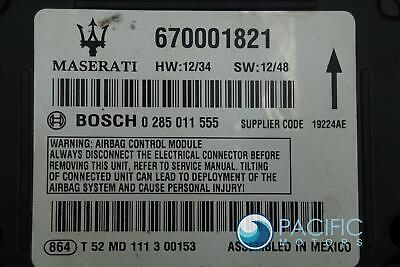 MASERATI
670001821
HW:12/34 SW:12/48
BOSCH 0 285 011 555 SUPPLIER CODE 19224AE
WARNING: AIRBAG CONTROL MODULE
ALWAYS DISCONNECT THE ELECTRICAL CONNECTOR BEFORE
REMOVING THIS UNIT, REFER TO SERVICE MANUAL. TILTING
OF CONNECTED UNIT CAN LEAD TO DEPLOYMENT OF THE
AIRBAG SYSTEM AND CAUSE PERSONAL INJURY!
PACIFIC
MOTORS
864 T 52 MD 111 3 00153 ASSEMBLED IN MEXICO T